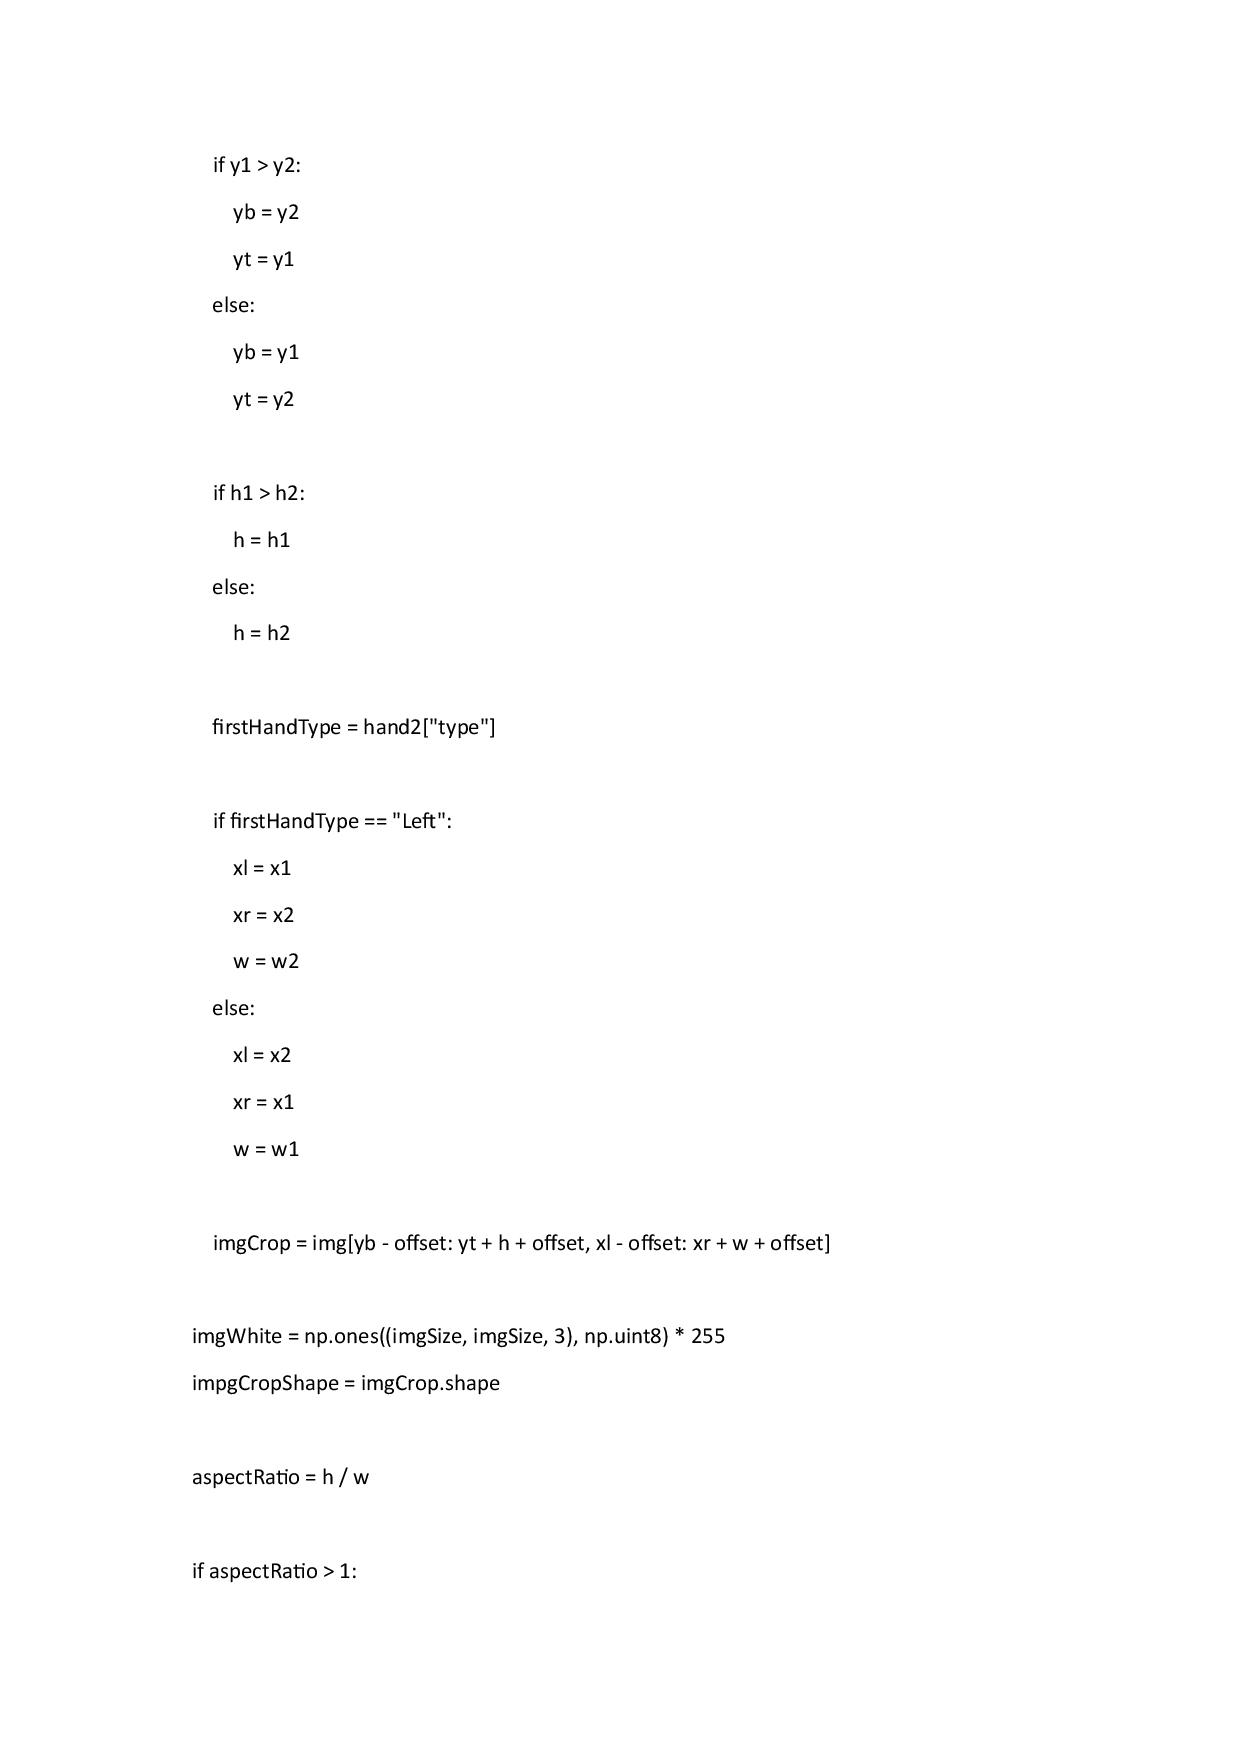 if y1 > y2:
yb = y2
yt = y1
else:
yb = y1
yt = y2
if h1 > h2:
h = h1
else:
h = h2
firstHandType = hand2["type"]
if firstHandType == "Left":
xl = x1
xr = x2
w = w2
else:
xl = x2
xr = x1
w = w1
imgCrop = img[yb - offset: yt + h + offset, xl - offset: xr + w + offset]
imgWhite = np.ones((imgSize, imgSize, 3), np.uint8) * 255
impgCropShape = imgCrop.shape
aspectRatio = h / w
if aspectRatio > 1: